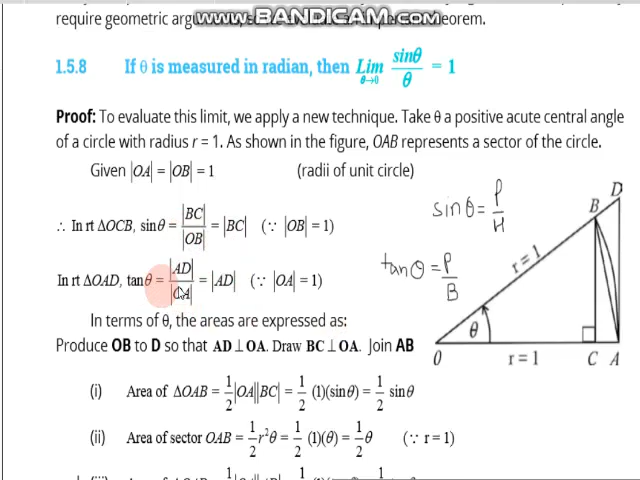 require geometric argu
theorem.
WWW.BANDICAM.COM
1.5.8 If θ is measured in radian, then Lim θ→0 sinθ/θ = 1
Proof: To evaluate this limit, we apply a new technique. Take θ a positive acute central angle
of a circle with radius r = 1. As shown in the figure, OAB represents a sector of the circle.
Given |OA| = |OB| = 1 (radii of unit circle)
∴ In rt ΔOCB, sinθ = |BC|/|OB| = |BC| (∵ |OB| = 1)
In rt ΔOAD, tanθ = |AD|/|OA| = |AD| (∵ |OA| = 1)
In terms of θ, the areas are expressed as:
Produce OB to D so that AD ⊥ OA. Draw BC ⊥ OA. Join AB
(i) Area of ΔOAB = 1/2 |OA||BC| = 1/2 (1)(sinθ) = 1/2 sinθ
(ii) Area of sector OAB = 1/2 r²θ = 1/2 (1)(θ) = 1/2 θ (∵ r = 1)
sinθ = P/H
tanθ = P/B
D
B
r = 1
θ
O
r = 1
C
A